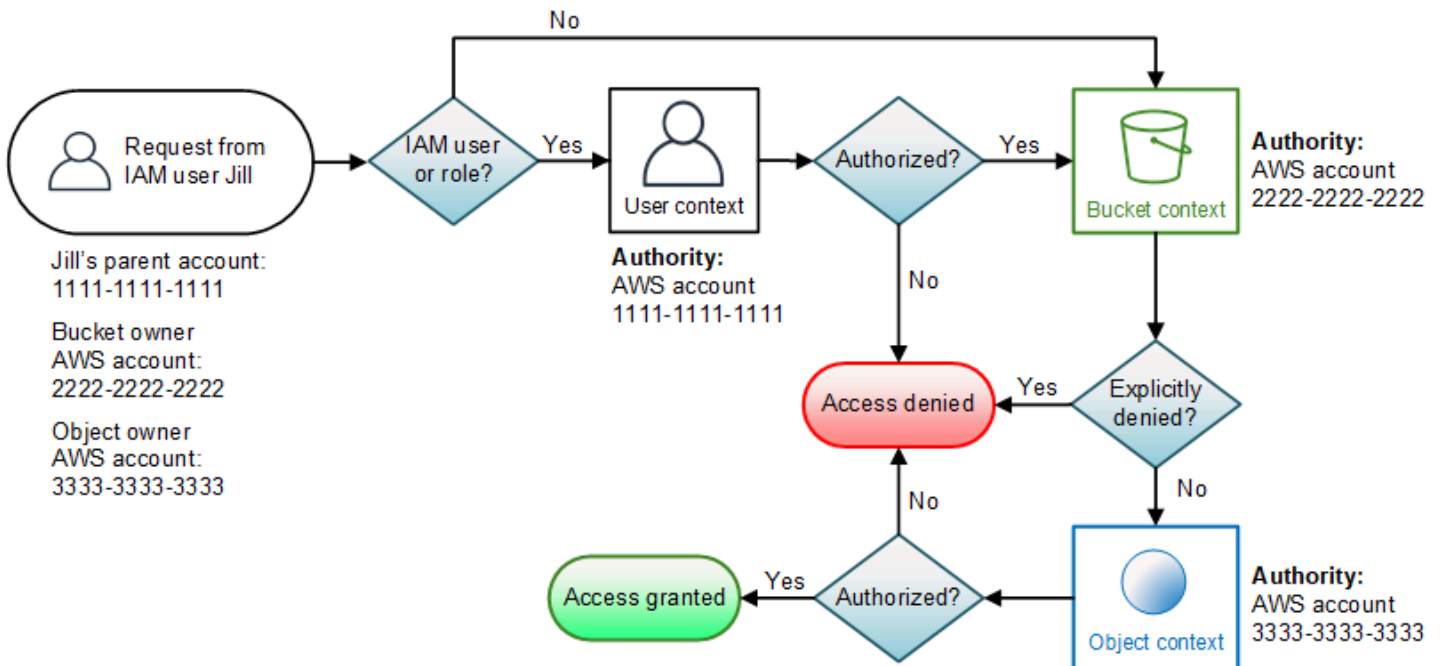 No
Request from
IAM user Jill
IAM user
or role?
Yes
User context
Authorized?
Yes
Bucket context
Authority:
AWS account
2222-2222-2222
Jill's parent account:
1111-1111-1111
Bucket owner
AWS account:
2222-2222-2222
Object owner
AWS account:
3333-3333-3333
Authority:
AWS account
1111-1111-1111
No
Access denied
Yes
Explicitly
denied?
No
No
Access granted
Yes
Authorized?
Object context
Authority:
AWS account
3333-3333-3333